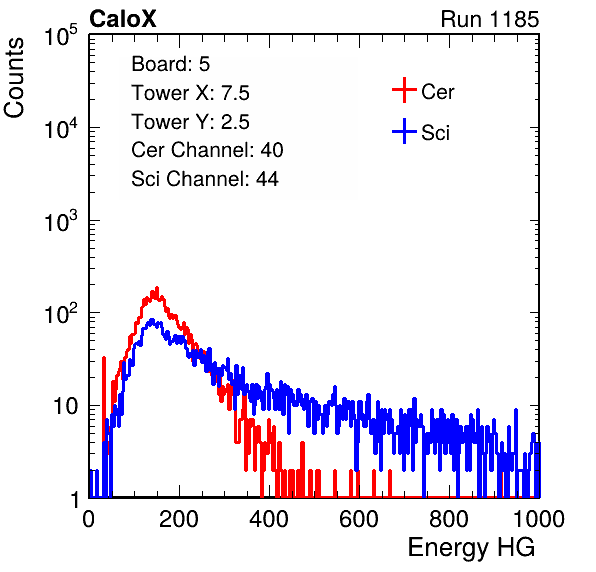 CaloX Run 1185
Counts
10^5
10^4
10^3
10^2
10
1
Board: 5
Tower X: 7.5
Tower Y: 2.5
Cer Channel: 40
Sci Channel: 44
Cer
Sci
0 200 400 600 800 1000
Energy HG